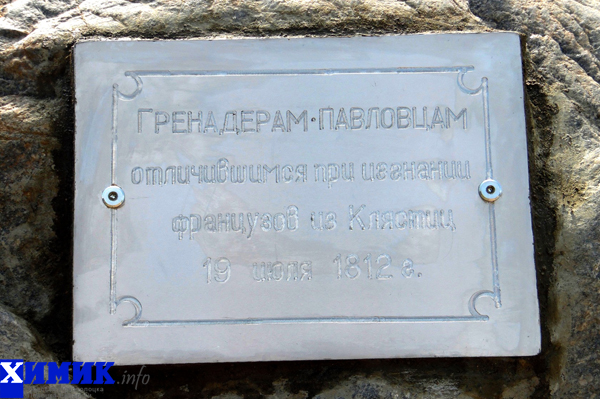 ГРЕНАДЕРАМ·ПАВЛОВЦАМ
отличившимся при изгнании
французов из Клястиц
19 июля 1812 г.
ХИМИК.info